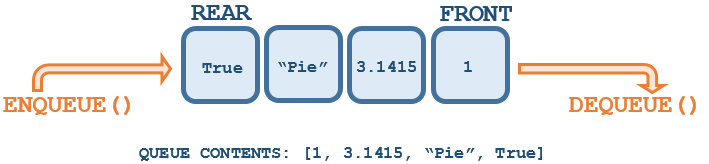 REAR FRONT
True “Pie” 3.1415 1
ENQUEUE() DEQUEUE()
QUEUE CONTENTS: [1, 3.1415, “Pie”, True]